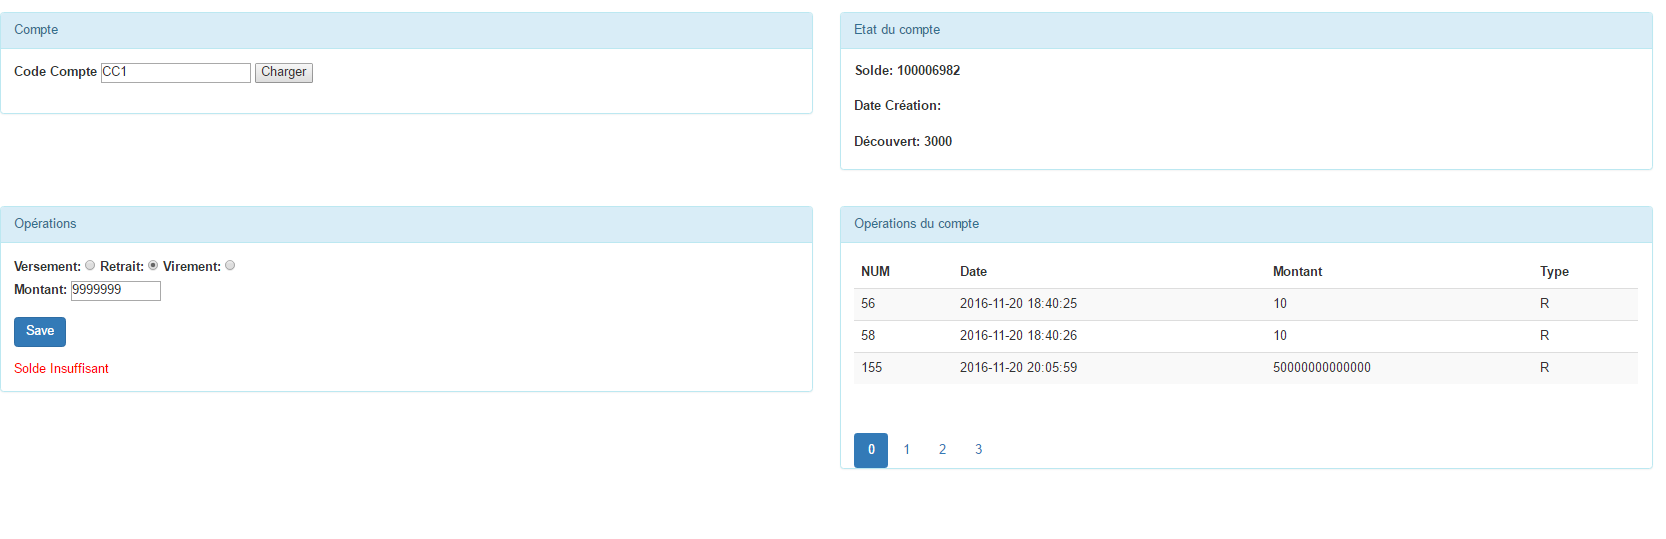 Compte
Code Compte CC1 Charger
Etat du compte
Solde: 100006982
Date Création:
Découvert: 3000
Opérations
Versement: Retrait: Virement:
Montant: 9999999
Save
Solde Insuffisant
Opérations du compte
NUM Date Montant Type
56 2016-11-20 18:40:25 10 R
58 2016-11-20 18:40:26 10 R
155 2016-11-20 20:05:59 50000000000000 R
0 1 2 3